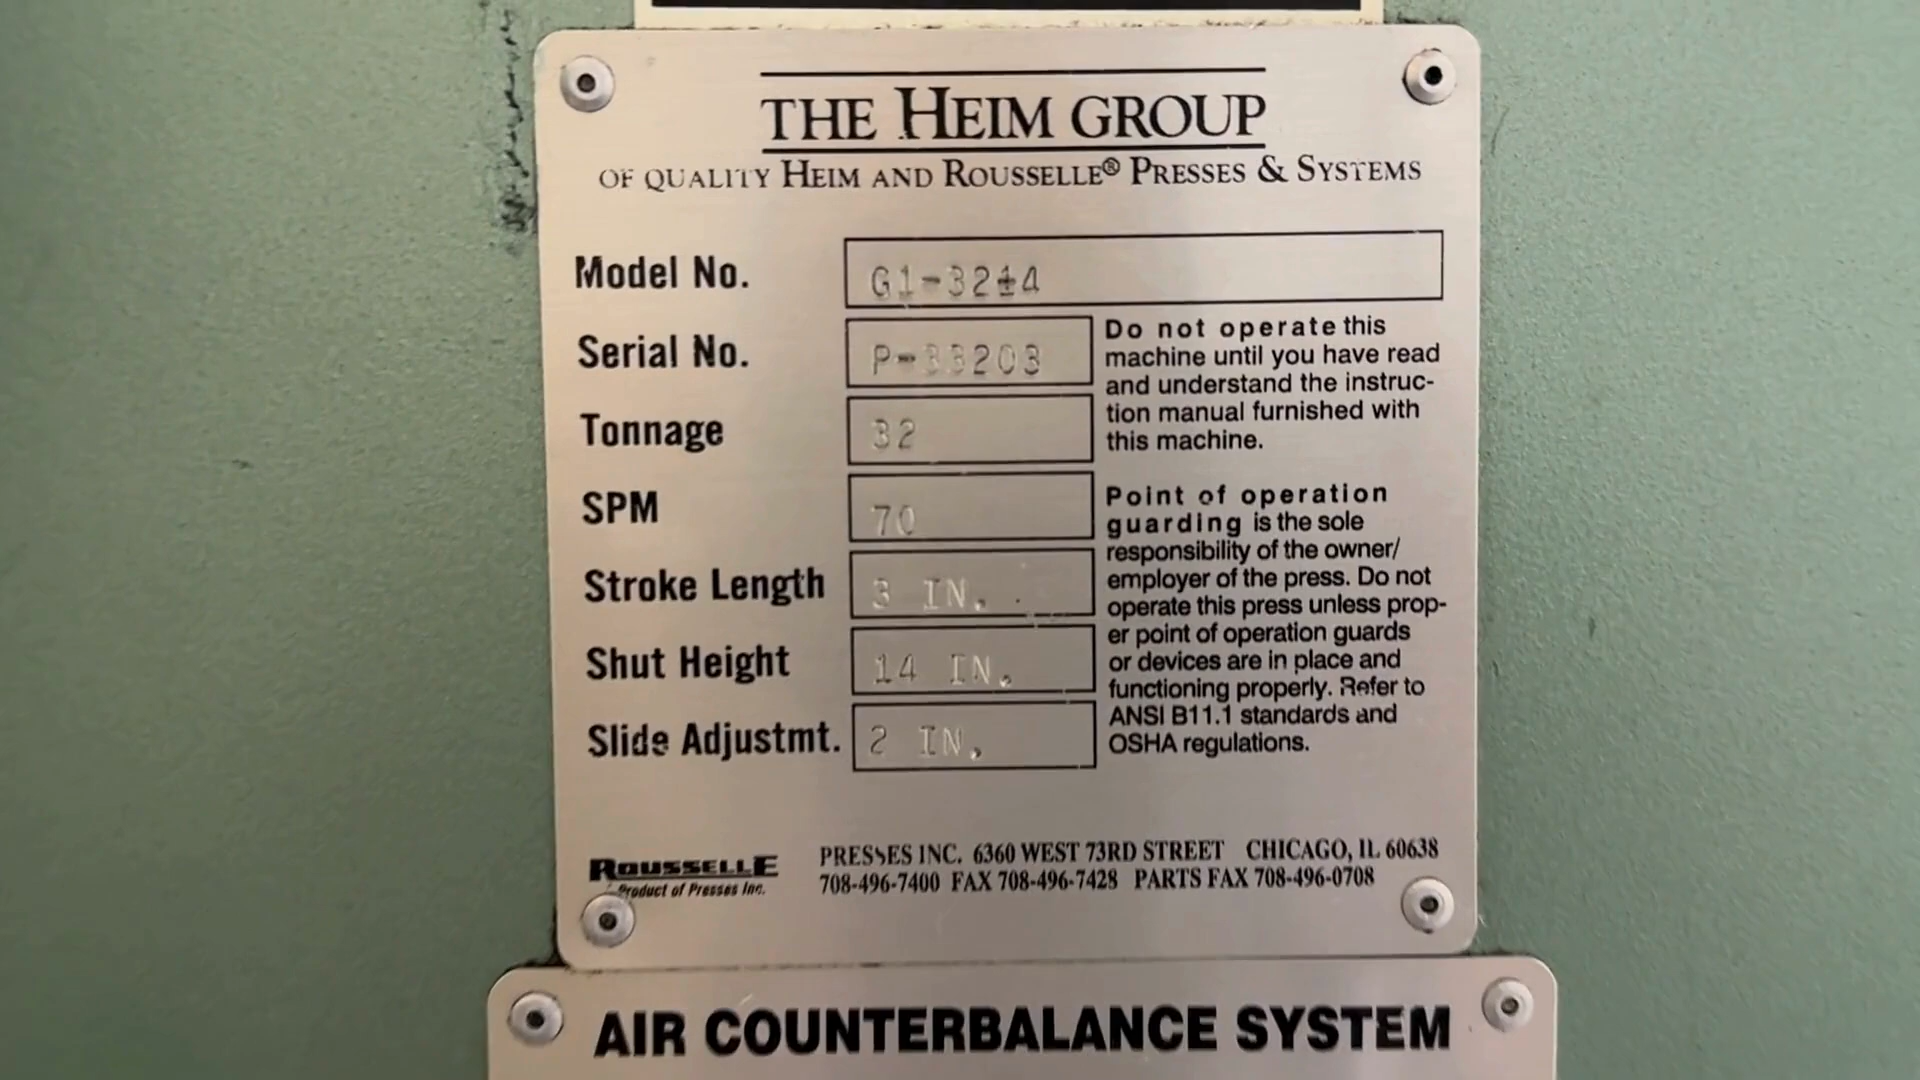 THE HEIM GROUP
OF QUALITY HEIM AND ROUSSELLE® PRESSES & SYSTEMS
Model No.
Serial No. P-33203
Tonnage 32
SPM 70
Stroke Length 3 IN.
Shut Height 14 IN.
Slide Adjustmt. 2 IN.
Do not operate this
machine until you have read
and understand the instruc-
tion manual furnished with
this machine.
Point of operation
guarding is the sole
responsibility of the owner/
employer of the press. Do not
operate this press unless prop-
er point of operation guards
or devices are in place and
functioning properly. Refer to
ANSI B11.1 standards and
OSHA regulations.
ROUSSELLE
Product of Presses Inc.
PRESSES INC. 6360 WEST 73RD STREET CHICAGO, IL 60638
708-496-7400 FAX 708-496-7428 PARTS FAX 708-496-0708
AIR COUNTERBALANCE SYSTEM